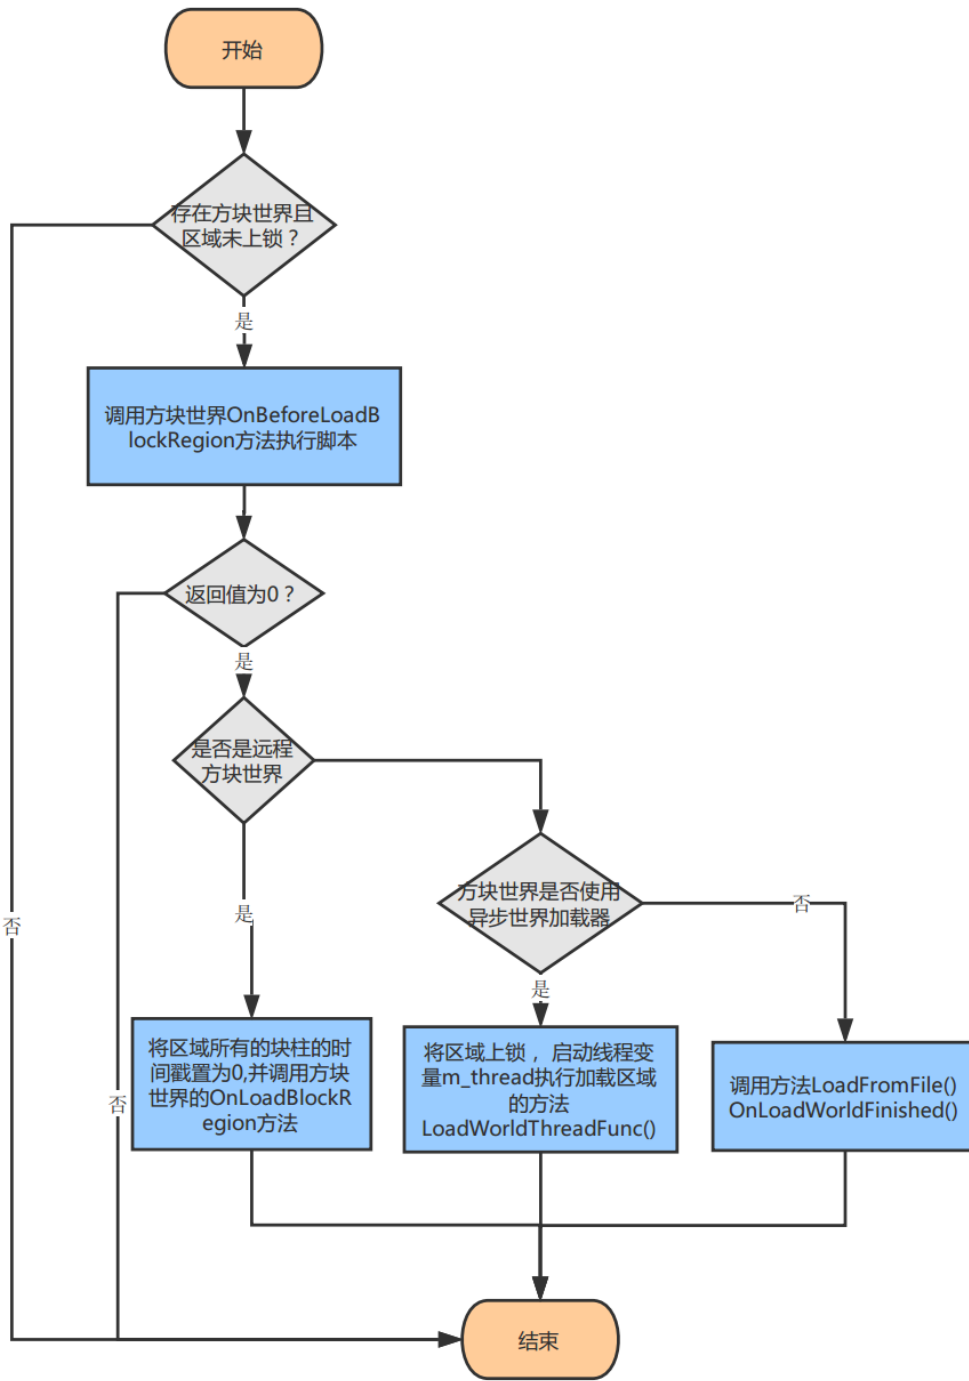 开始
存在方块世界且
区域未上锁？
是
调用方块世界OnBeforeLoadB
lockRegion方法执行脚本
返回值为0？
是
是否是远程
方块世界
方块世界是否使用
异步世界加载器
否
是
否
是
将区域所有的块柱的时
间戳置为0,并调用方块
世界的OnLoadBlockR
egion方法
将区域上锁， 启动线程变
量m_thread执行加载区域
的方法
LoadWorldThreadFunc()
调用方法LoadFromFile()
OnLoadWorldFinished()
否
结束